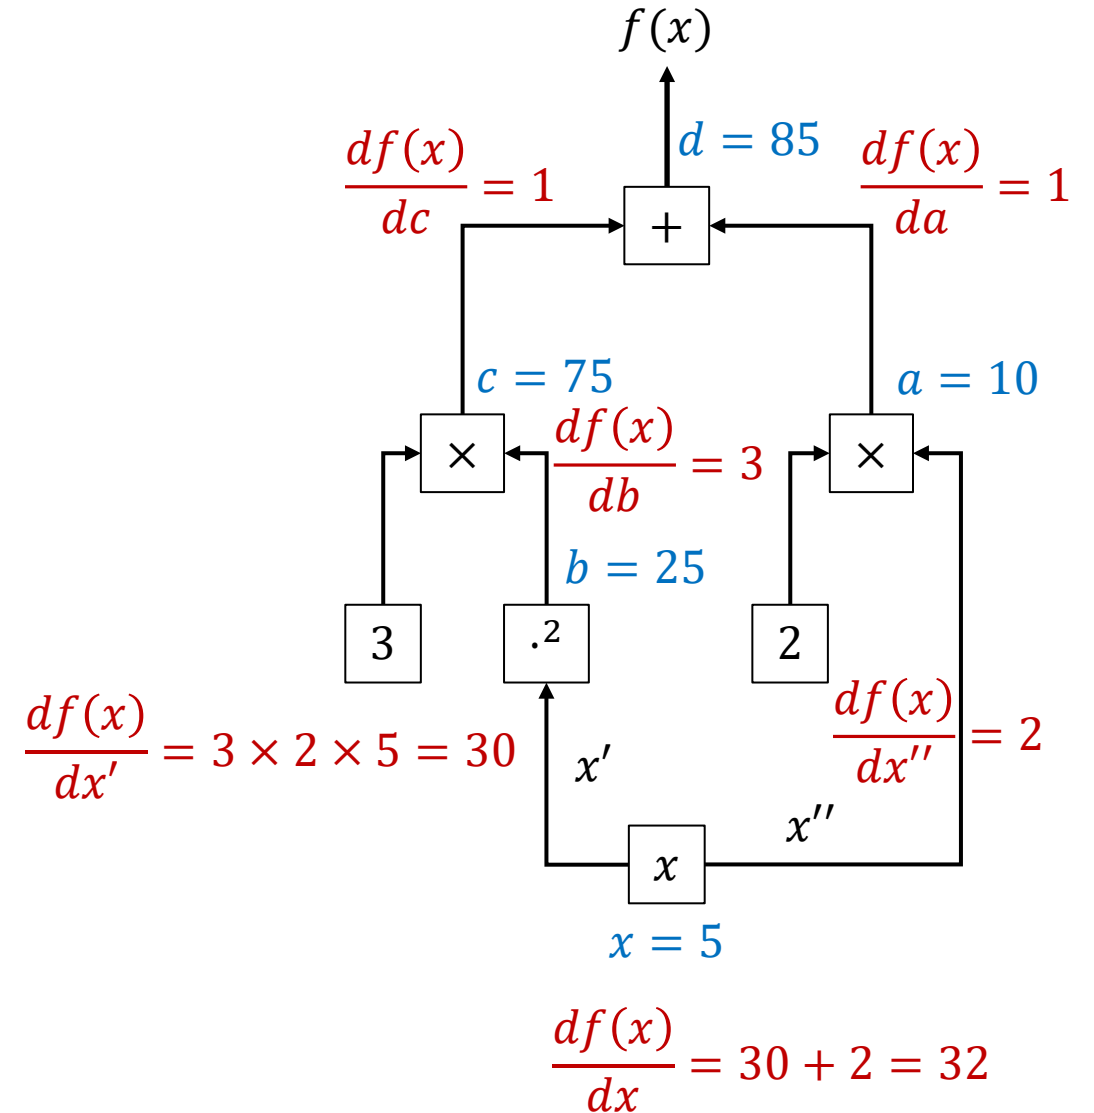 f(x)
d = 85
df(x)/dc = 1
df(x)/da = 1
+
c = 75
a = 10
×
df(x)/db = 3
×
b = 25
3
.²
2
df(x)/dx′ = 3 × 2 × 5 = 30
df(x)/dx′′ = 2
x′
x′′
x
x = 5
df(x)/dx = 30 + 2 = 32